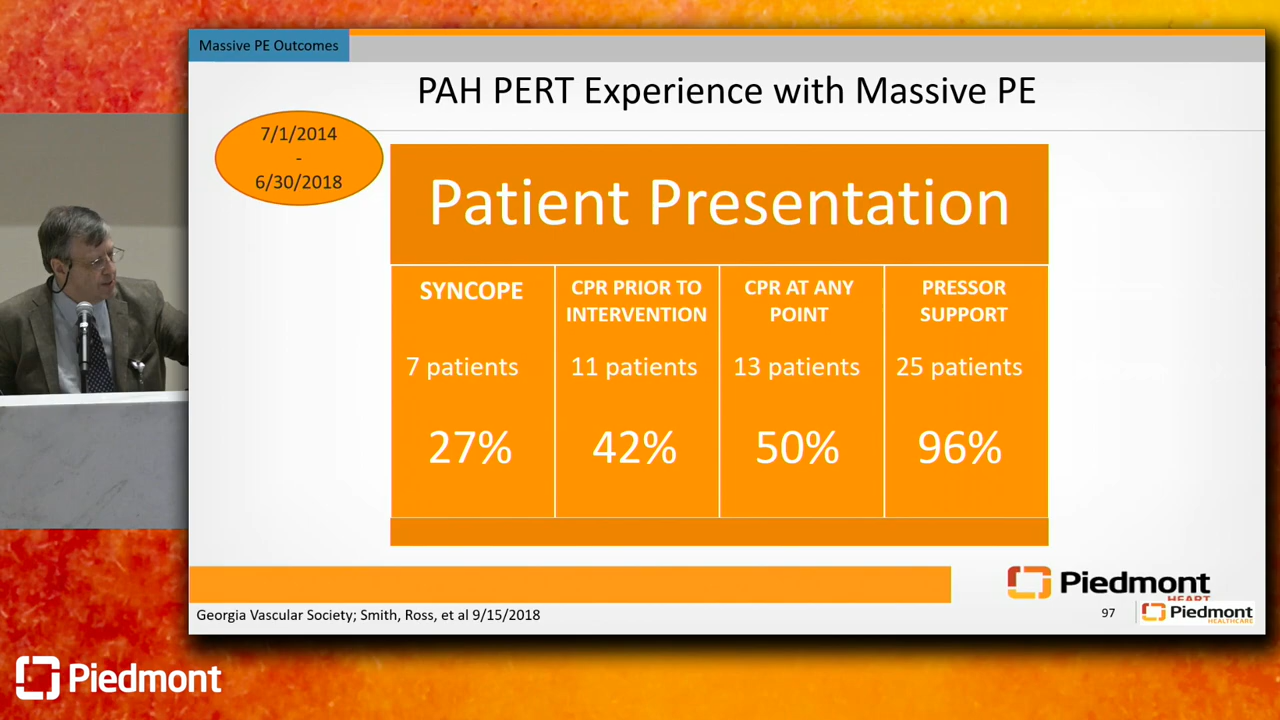 Massive PE Outcomes
PAH PERT Experience with Massive PE
7/1/2014
-
6/30/2018
Patient Presentation
SYNCOPE
7 patients
27%
CPR PRIOR TO
INTERVENTION
11 patients
42%
CPR AT ANY
POINT
13 patients
50%
PRESSOR
SUPPORT
25 patients
96%
Piedmont
HEART
Georgia Vascular Society; Smith, Ross, et al 9/15/2018
97
Piedmont
HEALTHCARE
Piedmont